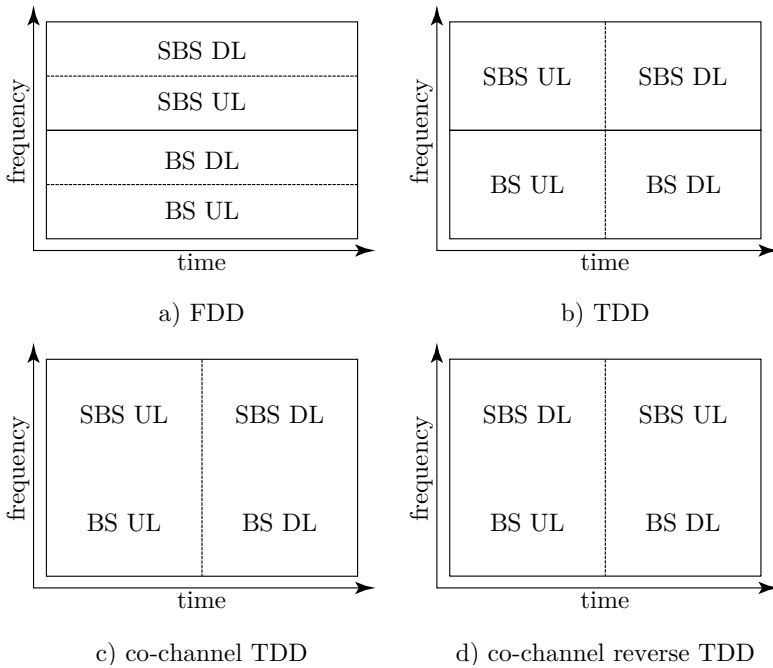 frequency
SBS DL
SBS UL
BS DL
BS UL
time
a) FDD
frequency
SBS UL SBS DL
BS UL BS DL
time
b) TDD
frequency
SBS UL SBS DL
BS UL BS DL
time
c) co-channel TDD
frequency
SBS DL SBS UL
BS UL BS DL
time
d) co-channel reverse TDD